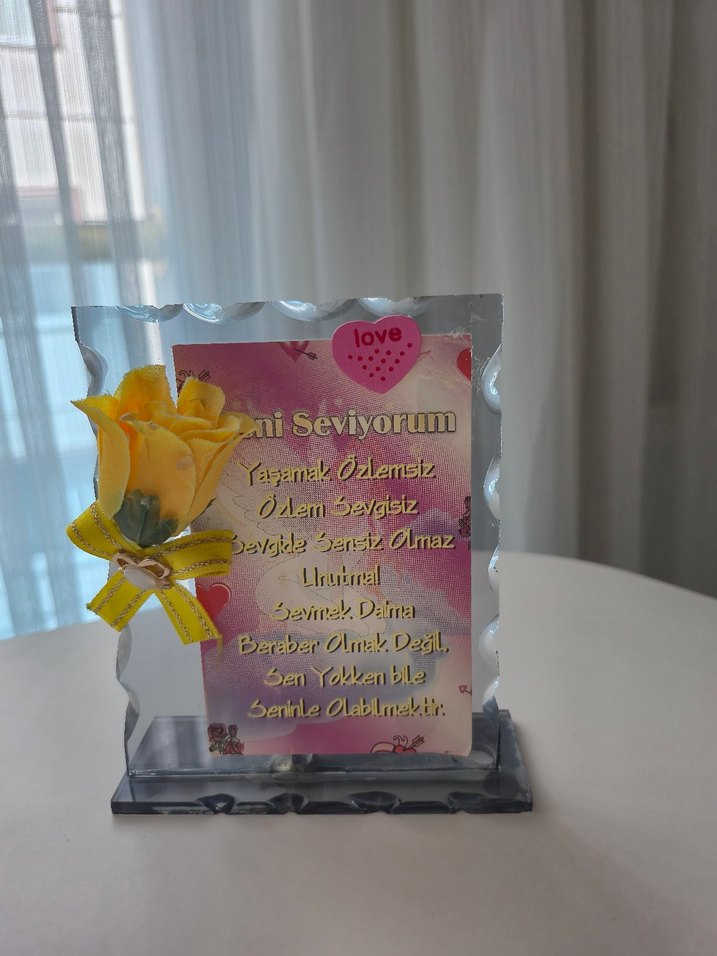 love
Seviyorum
Yaşamak Özlemsiz
Özlem Sevgisiz
Sevgide Sensiz Olmaz
Unutma!
Sevmek Daima
Beraber Olmak Değil,
Sen Yokken bile
Seninle Olabilmektir.